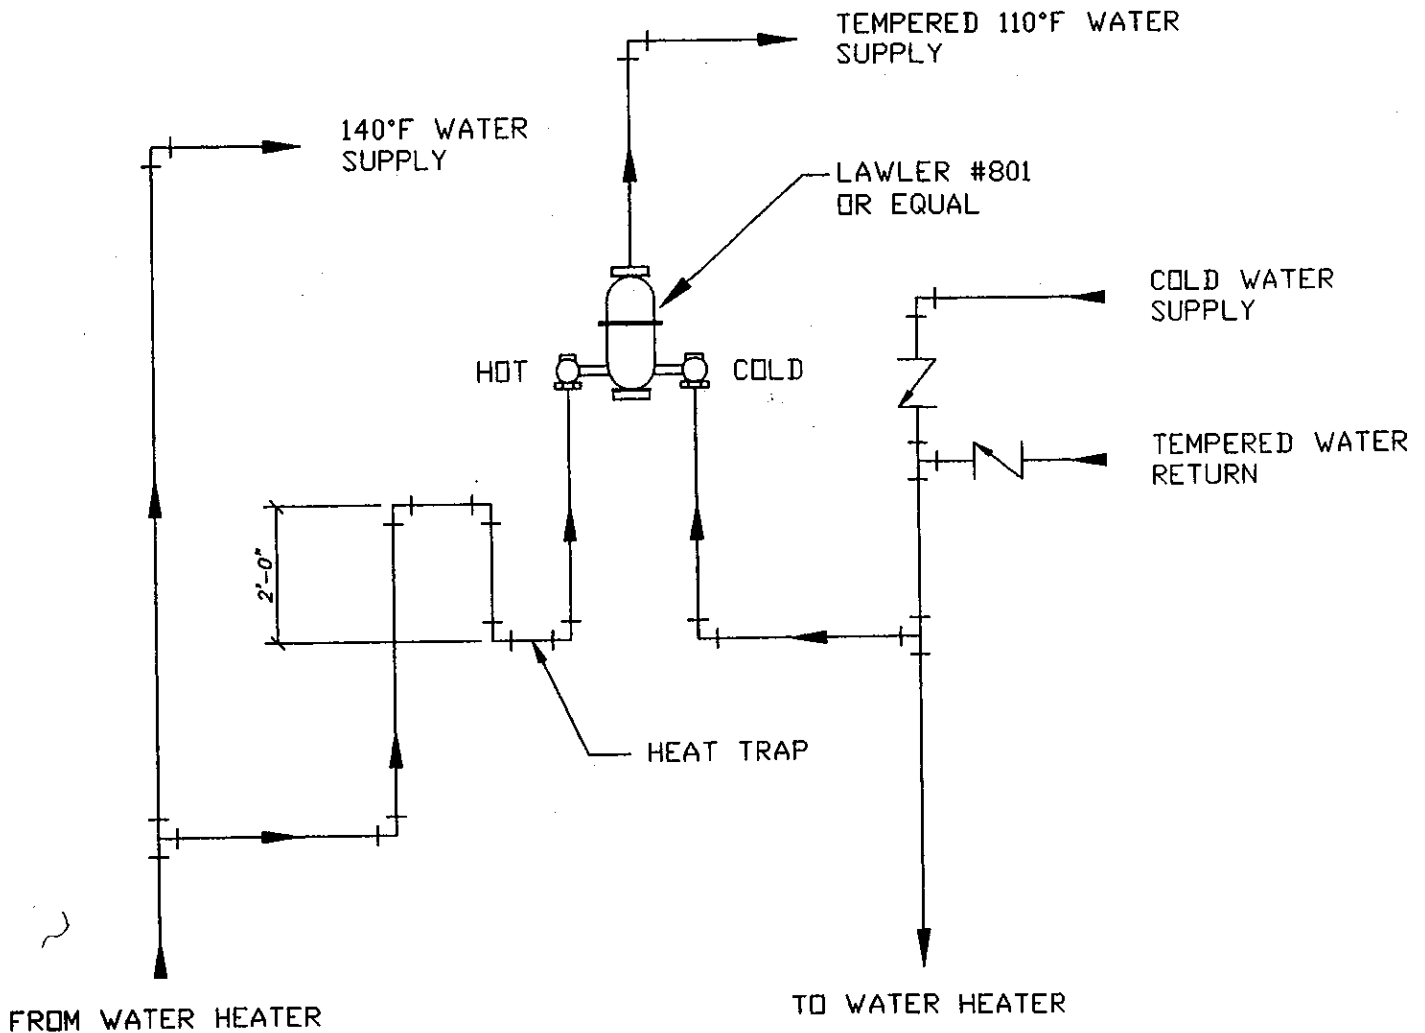 TEMPERED 110°F WATER
SUPPLY
140°F WATER
SUPPLY
LAWLER #801
OR EQUAL
COLD WATER
SUPPLY
HOT
COLD
TEMPERED WATER
RETURN
2'-0"
HEAT TRAP
FROM WATER HEATER
TO WATER HEATER